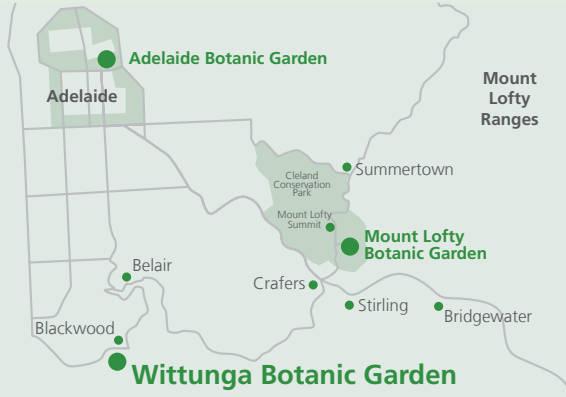 Adelaide Botanic Garden
Adelaide
Mount
Lofty
Ranges
Summertown
Cleland
Conservation
Park
Mount Lofty
Summit
Mount Lofty
Botanic Garden
Belair
Crafers
Stirling
Bridgewater
Blackwood
Wittunga Botanic Garden